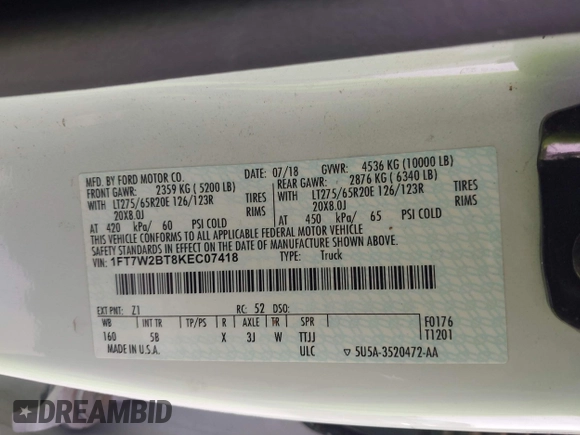 MFD. BY FORD MOTOR CO.
DATE: 07/18 GVWR: 4536 KG (10000 LB)
FRONT GAWR: 2359 KG ( 5200 LB) REAR GAWR: 2876 KG ( 6340 LB)
WITH LT275/65R20E 126/123R TIRES WITH LT275/65R20E 126/123R TIRES
20X8.0J RIMS 20X8.0J RIMS
AT 420 kPa/ 60 PSI COLD AT 450 kPa/ 65 PSI COLD
THIS VEHICLE CONFORMS TO ALL APPLICABLE FEDERAL MOTOR VEHICLE
SAFETY STANDARDS IN EFFECT ON THE DATE OF MANUFACTURE SHOWN ABOVE.
VIN: 1FT7W2BT8KEC07418 TYPE: Truck
EXT PNT: Z1 RC: 52 DSO:
WB INT TR TP/PS R AXLE TR SPR F0176
160 5B X 3J W TTJJ T1201
MADE IN U.S.A. ULC 5U5A-3520472-AA
DREAMBID